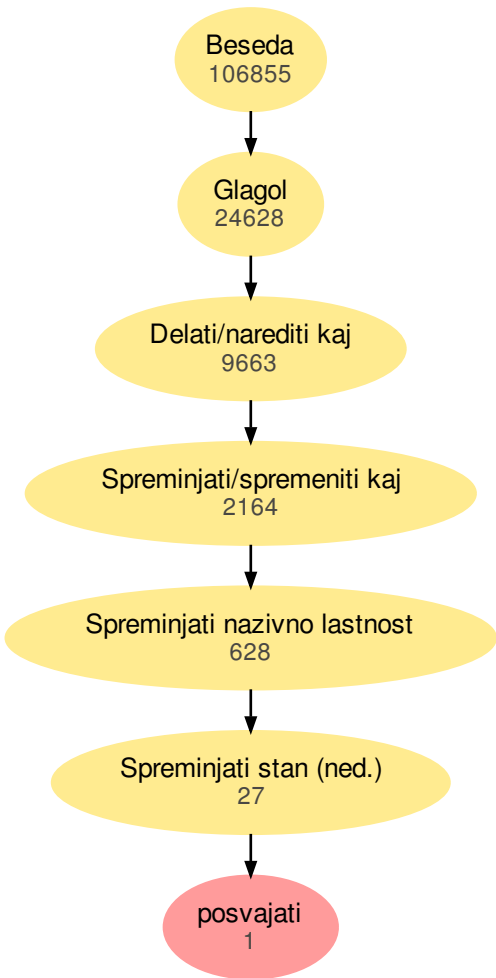 Beseda
106855
Glagol
24628
Delati/narediti kaj
9663
Spreminjati/spremeniti kaj
2164
Spreminjati nazivno lastnost
628
Spreminjati stan (ned.)
27
posvajati
1